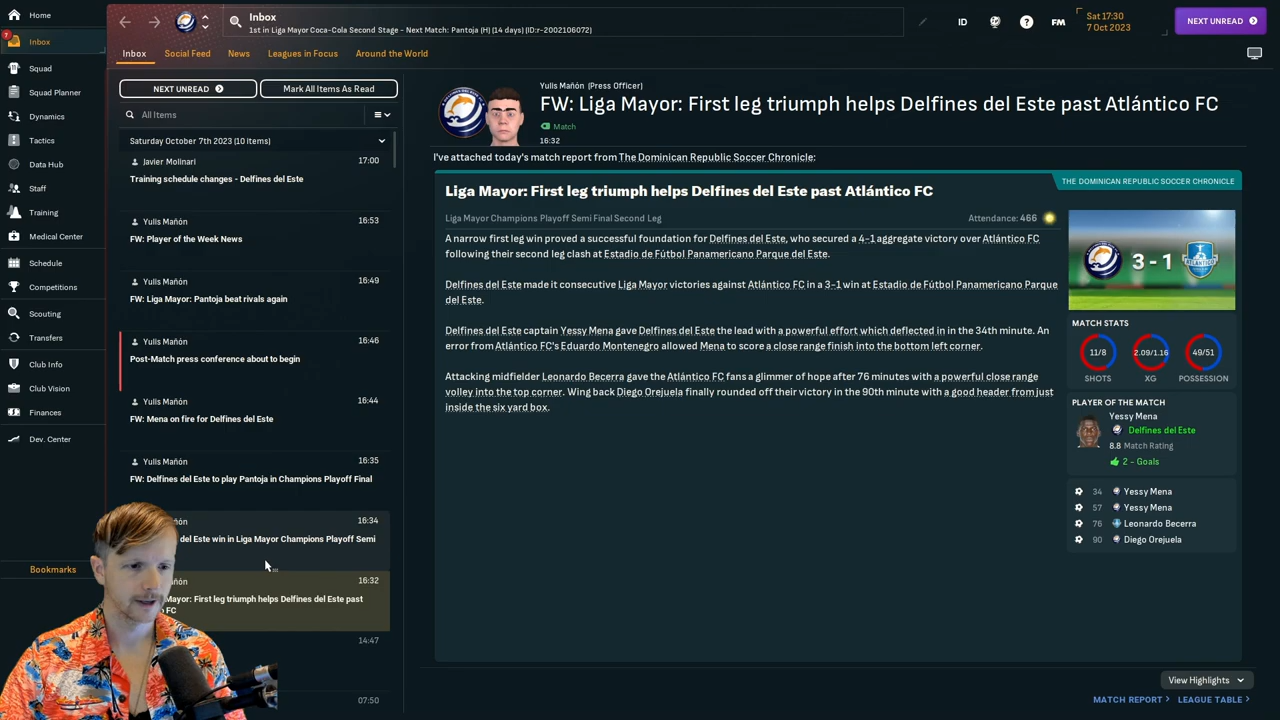 Home
7
Inbox
Squad
Squad Planner
Dynamics
Tactics
Data Hub
Staff
Training
Medical Center
Schedule
Competitions
Scouting
Transfers
Club Info
Club Vision
Finances
Dev. Center
Bookmarks
Inbox
1st in Liga Mayor Coca-Cola Second Stage - Next Match: Pantoja (H) (14 days) (ID:r-2002106072)
ID
?
FM
Sat 17:30
7 Oct 2023
NEXT UNREAD
Inbox
Social Feed
News
Leagues in Focus
Around the World
NEXT UNREAD
Mark All Items As Read
All Items
Saturday October 7th 2023 (10 items)
Javier Molinari 17:00
Training schedule changes - Delfines del Este
Yulis Mañón 16:53
FW: Player of the Week News
Yulis Mañón 16:49
FW: Liga Mayor: Pantoja beat rivals again
Yulis Mañón 16:46
Post-Match press conference about to begin
Yulis Mañón 16:44
FW: Mena on fire for Delfines del Este
Yulis Mañón 16:35
FW: Delfines del Este to play Pantoja in Champions Playoff Final
16:34
del Este win in Liga Mayor Champions Playoff Semi
16:32
Mayor: First leg triumph helps Delfines del Este past
FC
14:47
07:50
Yulis Mañón (Press Officer)
FW: Liga Mayor: First leg triumph helps Delfines del Este past Atlántico FC
Match
16:32
I've attached today's match report from The Dominican Republic Soccer Chronicle:
THE DOMINICAN REPUBLIC SOCCER CHRONICLE
Liga Mayor: First leg triumph helps Delfines del Este past Atlántico FC
Liga Mayor Champions Playoff Semi Final Second Leg
Attendance: 466
A narrow first leg win proved a successful foundation for Delfines del Este, who secured a 4-1 aggregate victory over Atlántico FC
following their second leg clash at Estadio de Fútbol Panamericano Parque del Este.
Delfines del Este made it consecutive Liga Mayor victories against Atlántico FC in a 3-1 win at Estadio de Fútbol Panamericano Parque
del Este.
Delfines del Este captain Yessy Mena gave Delfines del Este the lead with a powerful effort which deflected in in the 34th minute. An
error from Atlántico FC's Eduardo Montenegro allowed Mena to score a close range finish into the bottom left corner.
Attacking midfielder Leonardo Becerra gave the Atlántico FC fans a glimmer of hope after 76 minutes with a powerful close range
volley into the top corner. Wing back Diego Orejuela finally rounded off their victory in the 90th minute with a good header from just
inside the six yard box.
3 - 1
MATCH STATS
11/8
2.09/1.16
49/51
SHOTS
XG
POSSESSION
PLAYER OF THE MATCH
Yessy Mena
Delfines del Este
8.8 Match Rating
2 - Goals
34 Yessy Mena
57 Yessy Mena
76 Leonardo Becerra
90 Diego Orejuela
View Highlights
MATCH REPORT
LEAGUE TABLE